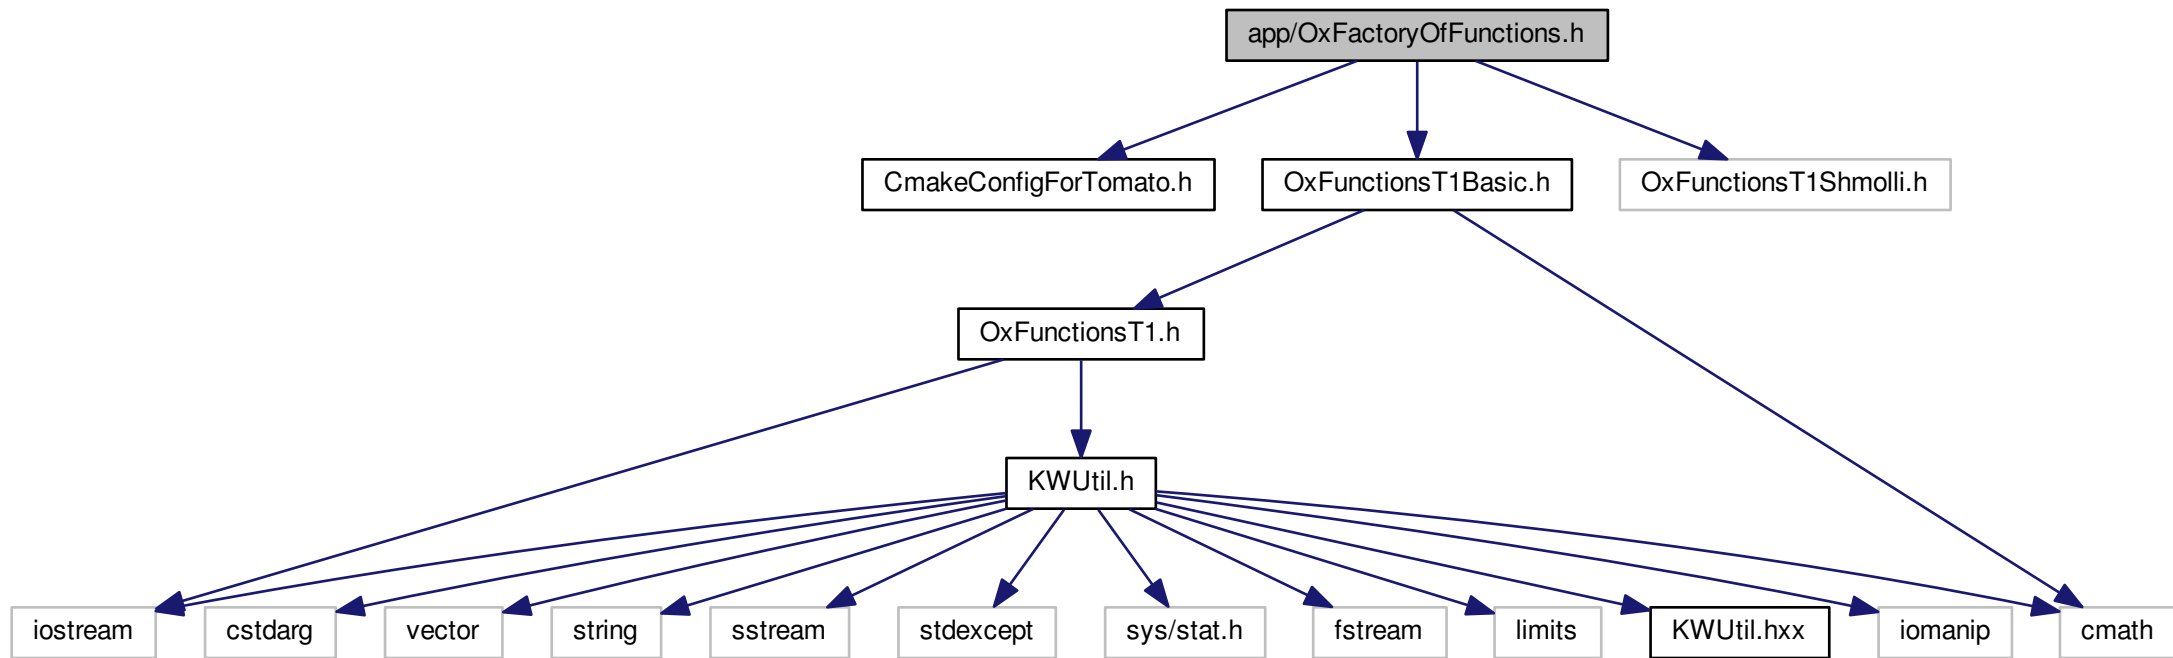 app/OxFactoryOfFunctions.h
CmakeConfigForTomato.h
OxFunctionsT1Basic.h
OxFunctionsT1Shmolli.h
OxFunctionsT1.h
KWUtil.h
iostream
cstdarg
vector
string
sstream
stdexcept
sys/stat.h
fstream
limits
KWUtil.hxx
iomanip
cmath